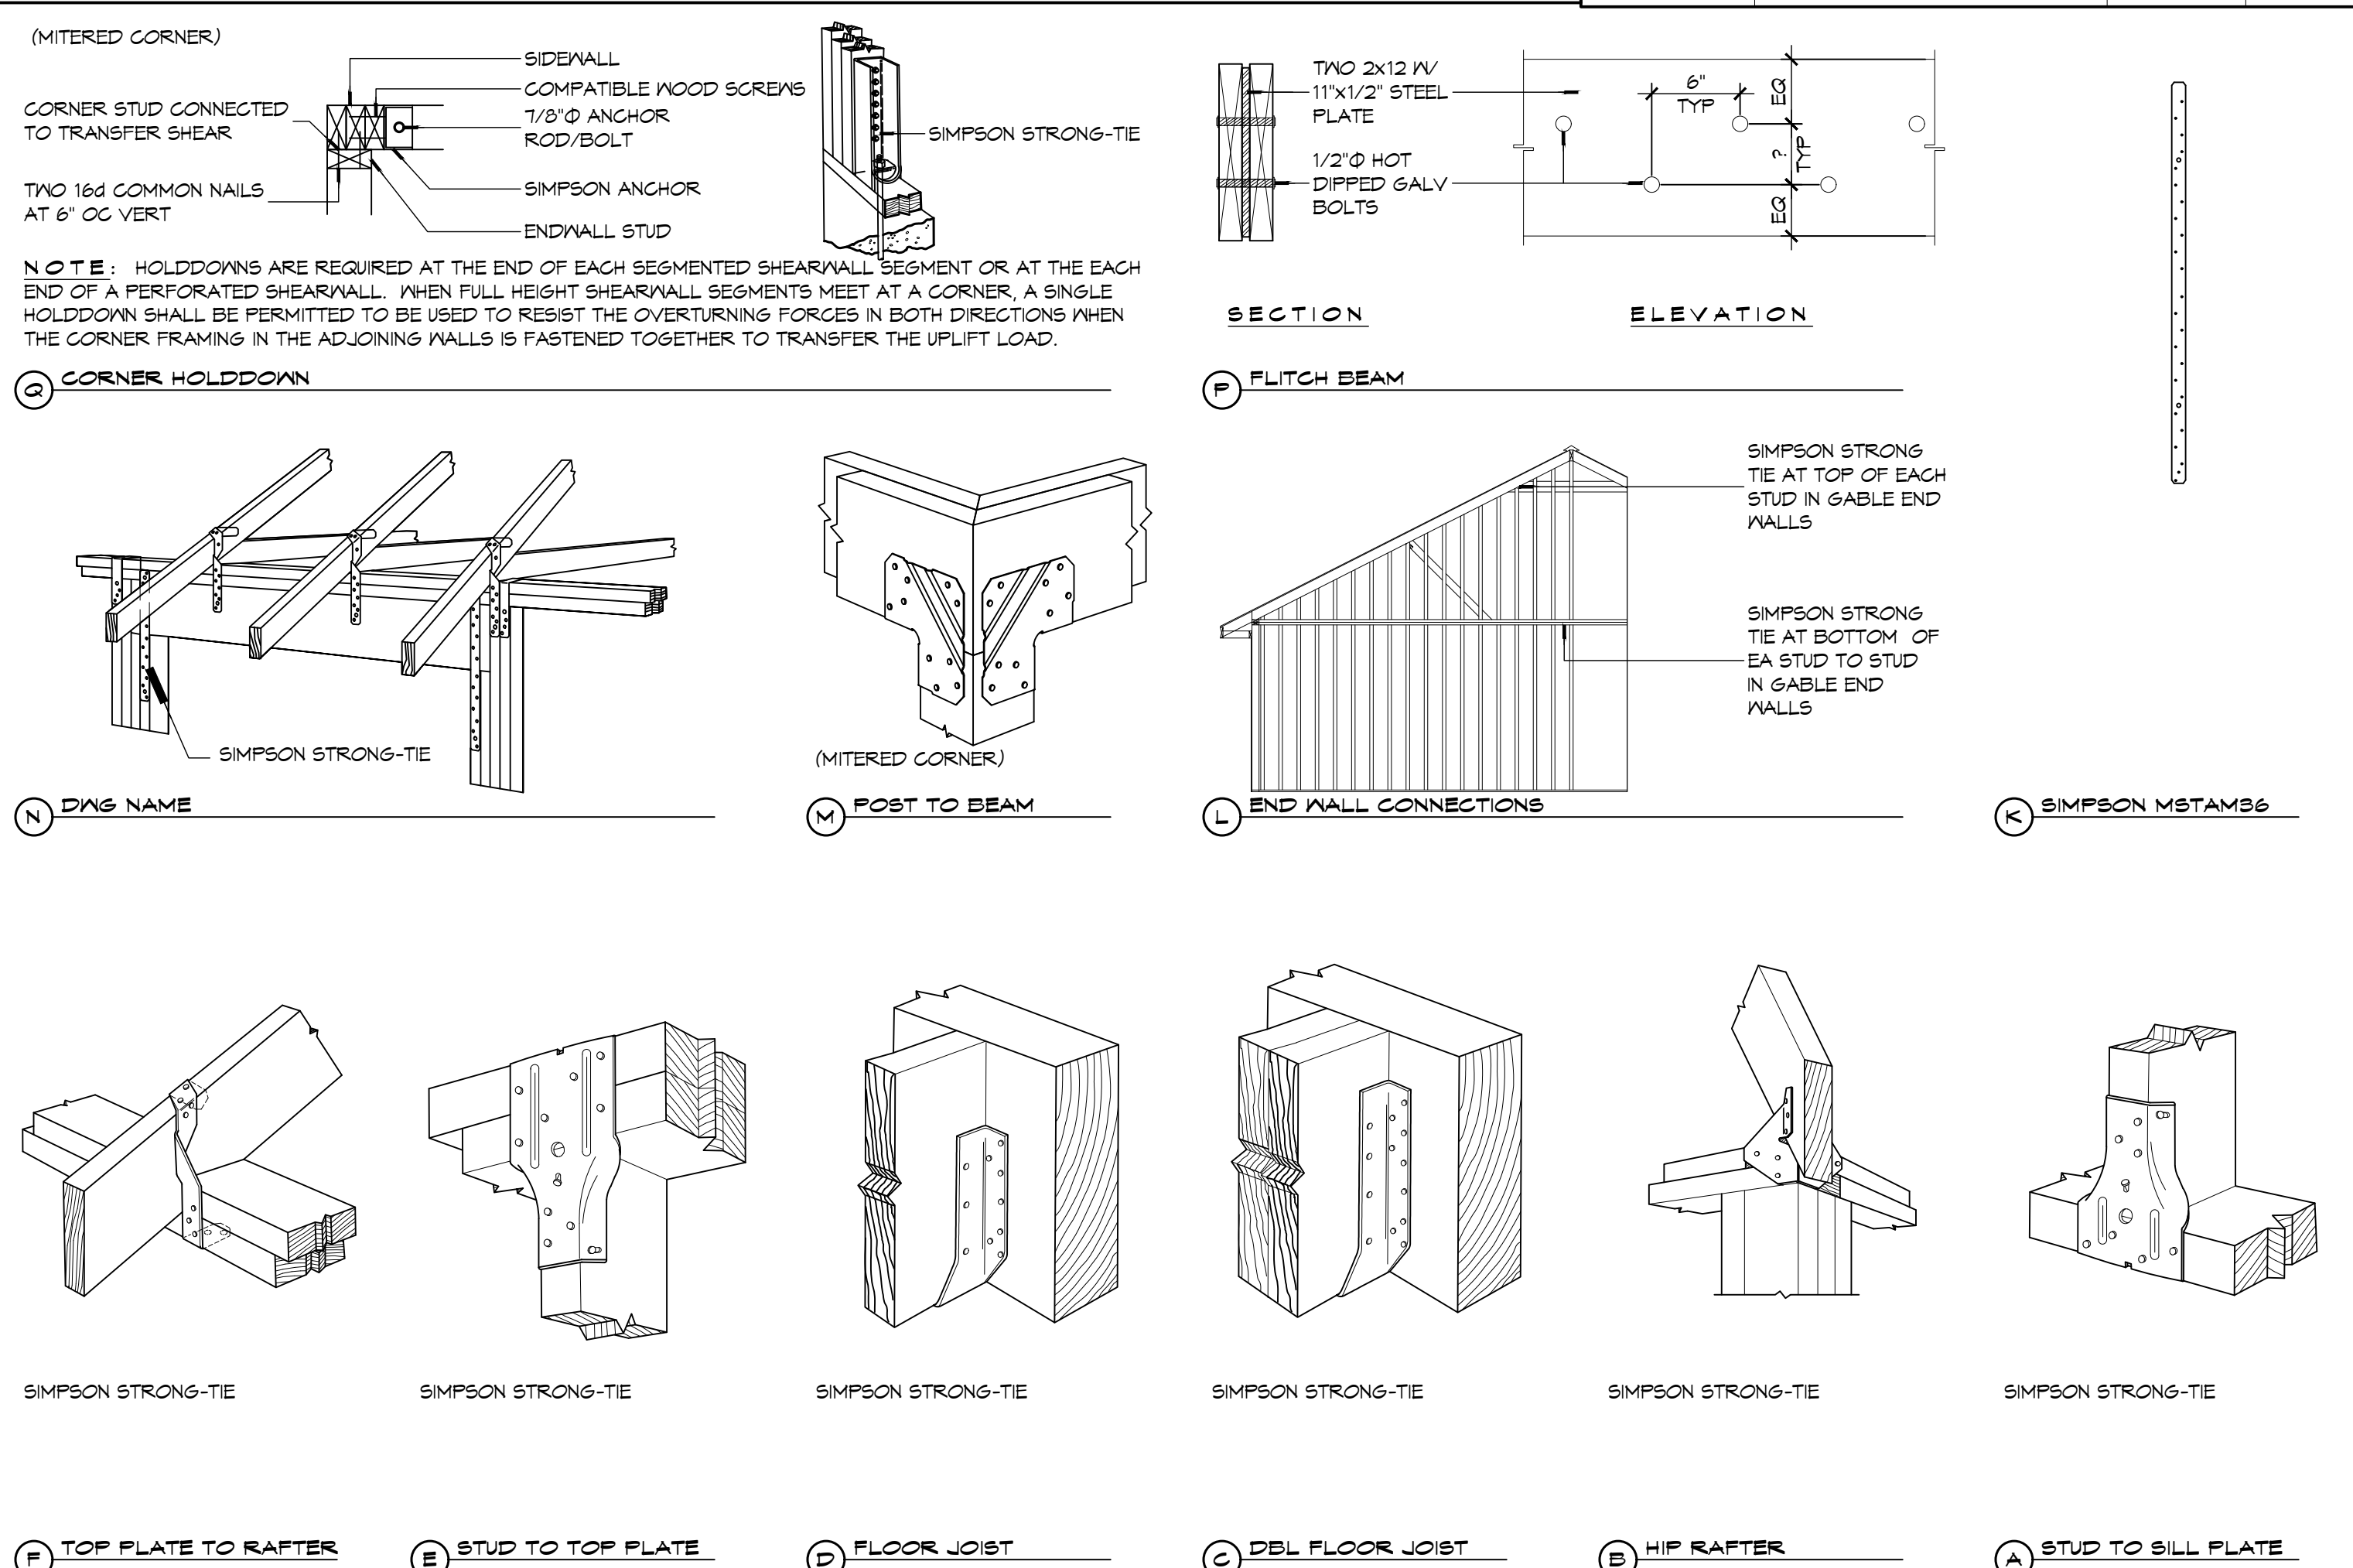 (MITERED CORNER)
SIDEWALL
COMPATIBLE WOOD SCREWS
7/8"Φ ANCHOR
ROD/BOLT
CORNER STUD CONNECTED
TO TRANSFER SHEAR
SIMPSON STRONG-TIE
TWO 16d COMMON NAILS
AT 6" OC VERT
SIMPSON ANCHOR
ENDWALL STUD
NOTE: HOLDDOWNS ARE REQUIRED AT THE END OF EACH SEGMENTED SHEARWALL SEGMENT OR AT THE EACH
END OF A PERFORATED SHEARWALL. WHEN FULL HEIGHT SHEARWALL SEGMENTS MEET AT A CORNER, A SINGLE
HOLDDOWN SHALL BE PERMITTED TO BE USED TO RESIST THE OVERTURNING FORCES IN BOTH DIRECTIONS WHEN
THE CORNER FRAMING IN THE ADJOINING WALLS IS FASTENED TOGETHER TO TRANSFER THE UPLIFT LOAD.
Q CORNER HOLDDOWN
TWO 2x12 W/
11"x1/2" STEEL
PLATE
1/2"Φ HOT
DIPPED GALV
BOLTS
6"
TYP
EQ
?
TYP
EQ
SECTION
ELEVATION
P FLITCH BEAM
SIMPSON STRONG-TIE
N DWG NAME
(MITERED CORNER)
M POST TO BEAM
SIMPSON STRONG
TIE AT TOP OF EACH
STUD IN GABLE END
WALLS
SIMPSON STRONG
TIE AT BOTTOM OF
EA STUD TO STUD
IN GABLE END
WALLS
L END WALL CONNECTIONS
K SIMPSON MSTAM36
SIMPSON STRONG-TIE
SIMPSON STRONG-TIE
SIMPSON STRONG-TIE
SIMPSON STRONG-TIE
SIMPSON STRONG-TIE
SIMPSON STRONG-TIE
F TOP PLATE TO RAFTER
E STUD TO TOP PLATE
D FLOOR JOIST
C DBL FLOOR JOIST
B HIP RAFTER
A STUD TO SILL PLATE